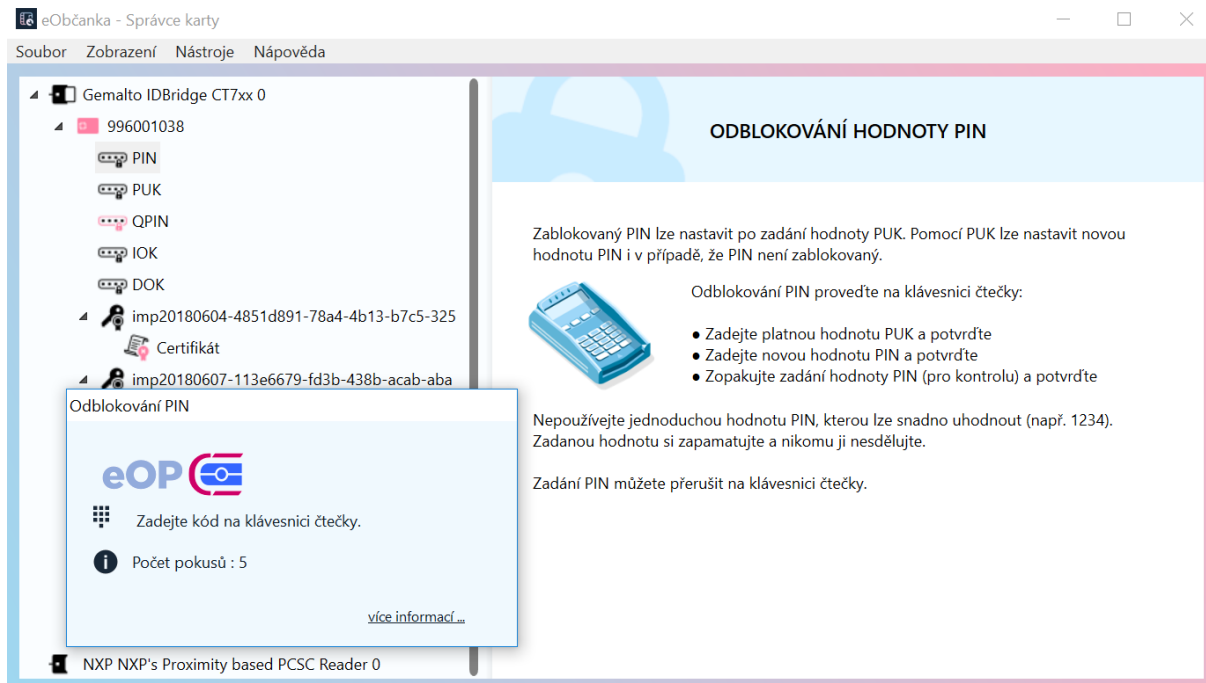 eObčanka - Správce karty
Soubor Zobrazení Nástroje Nápověda
Gemalto IDBridge CT7xx 0
996001038
PIN
PUK
QPIN
IOK
DOK
imp20180604-4851d891-78a4-4b13-b7c5-325
Certifikát
imp20180607-113e6679-fd3b-438b-acab-aba
Odblokování PIN
eOP
Zadejte kód na klávesnici čtečky.
Počet pokusů : 5
více informací ...
NXP NXP's Proximity based PCSC Reader 0
ODBLOKOVÁNÍ HODNOTY PIN
Zablokovaný PIN lze nastavit po zadání hodnoty PUK. Pomocí PUK lze nastavit novou
hodnotu PIN i v případě, že PIN není zablokovaný.
Odblokování PIN proveďte na klávesnici čtečky:
● Zadejte platnou hodnotu PUK a potvrďte
● Zadejte novou hodnotu PIN a potvrďte
● Zopakujte zadání hodnoty PIN (pro kontrolu) a potvrďte
Nepoužívejte jednoduchou hodnotu PIN, kterou lze snadno uhodnout (např. 1234).
Zadanou hodnotu si zapamatujte a nikomu ji nesdělujte.
Zadání PIN můžete přerušit na klávesnici čtečky.